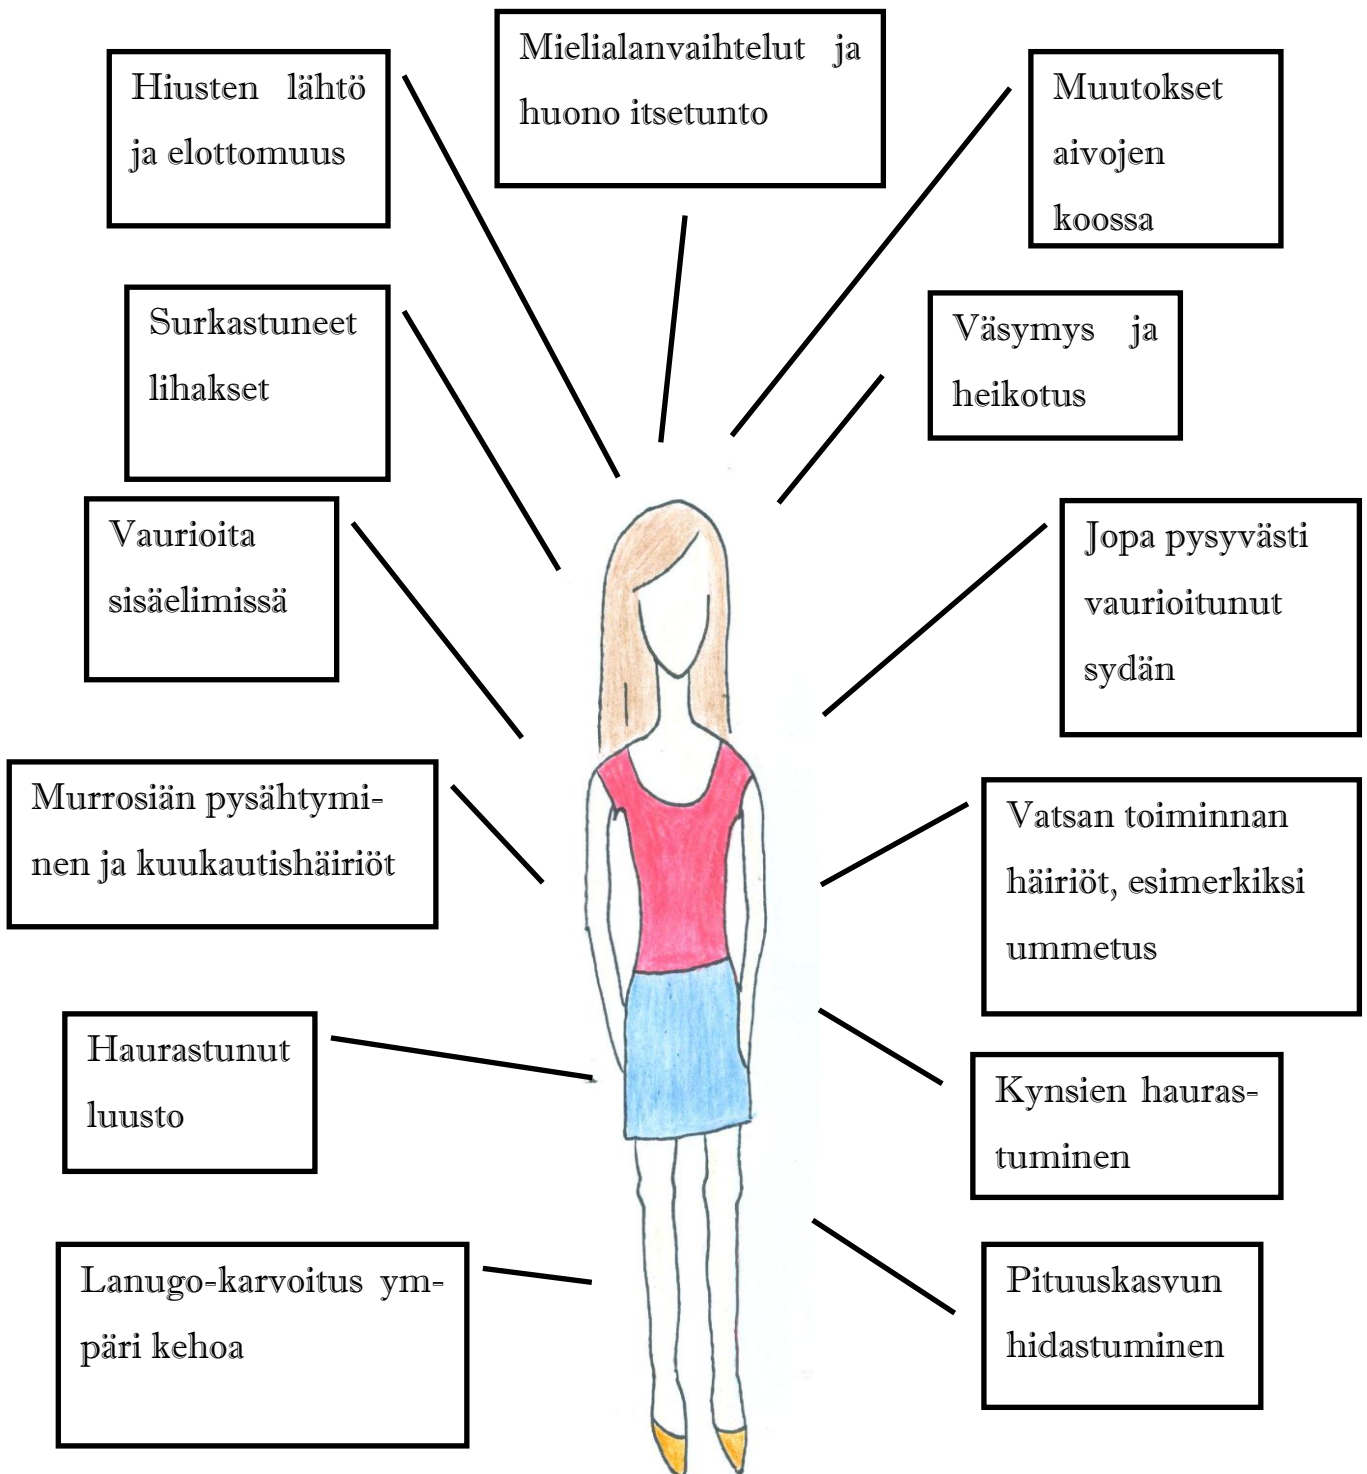 Mielialanvaihtelut ja
huono itsetunto
Hiusten lähtö
ja elottomuus
Muutokset
aivojen
koossa
Surkastuneet
lihakset
Väsymys ja
heikotus
Vaurioita
sisäelimissä
Jopa pysyvästi
vaurioitunut
sydän
Murrosiän pysähtymi-
nen ja kuukautishäiriöt
Vatsan toiminnan
häiriöt, esimerkiksi
ummetus
Haurastunut
luusto
Kynsien hauras-
tuminen
Lanugo-karvoitus ym-
päri kehoa
Pituuskasvun
hidastuminen